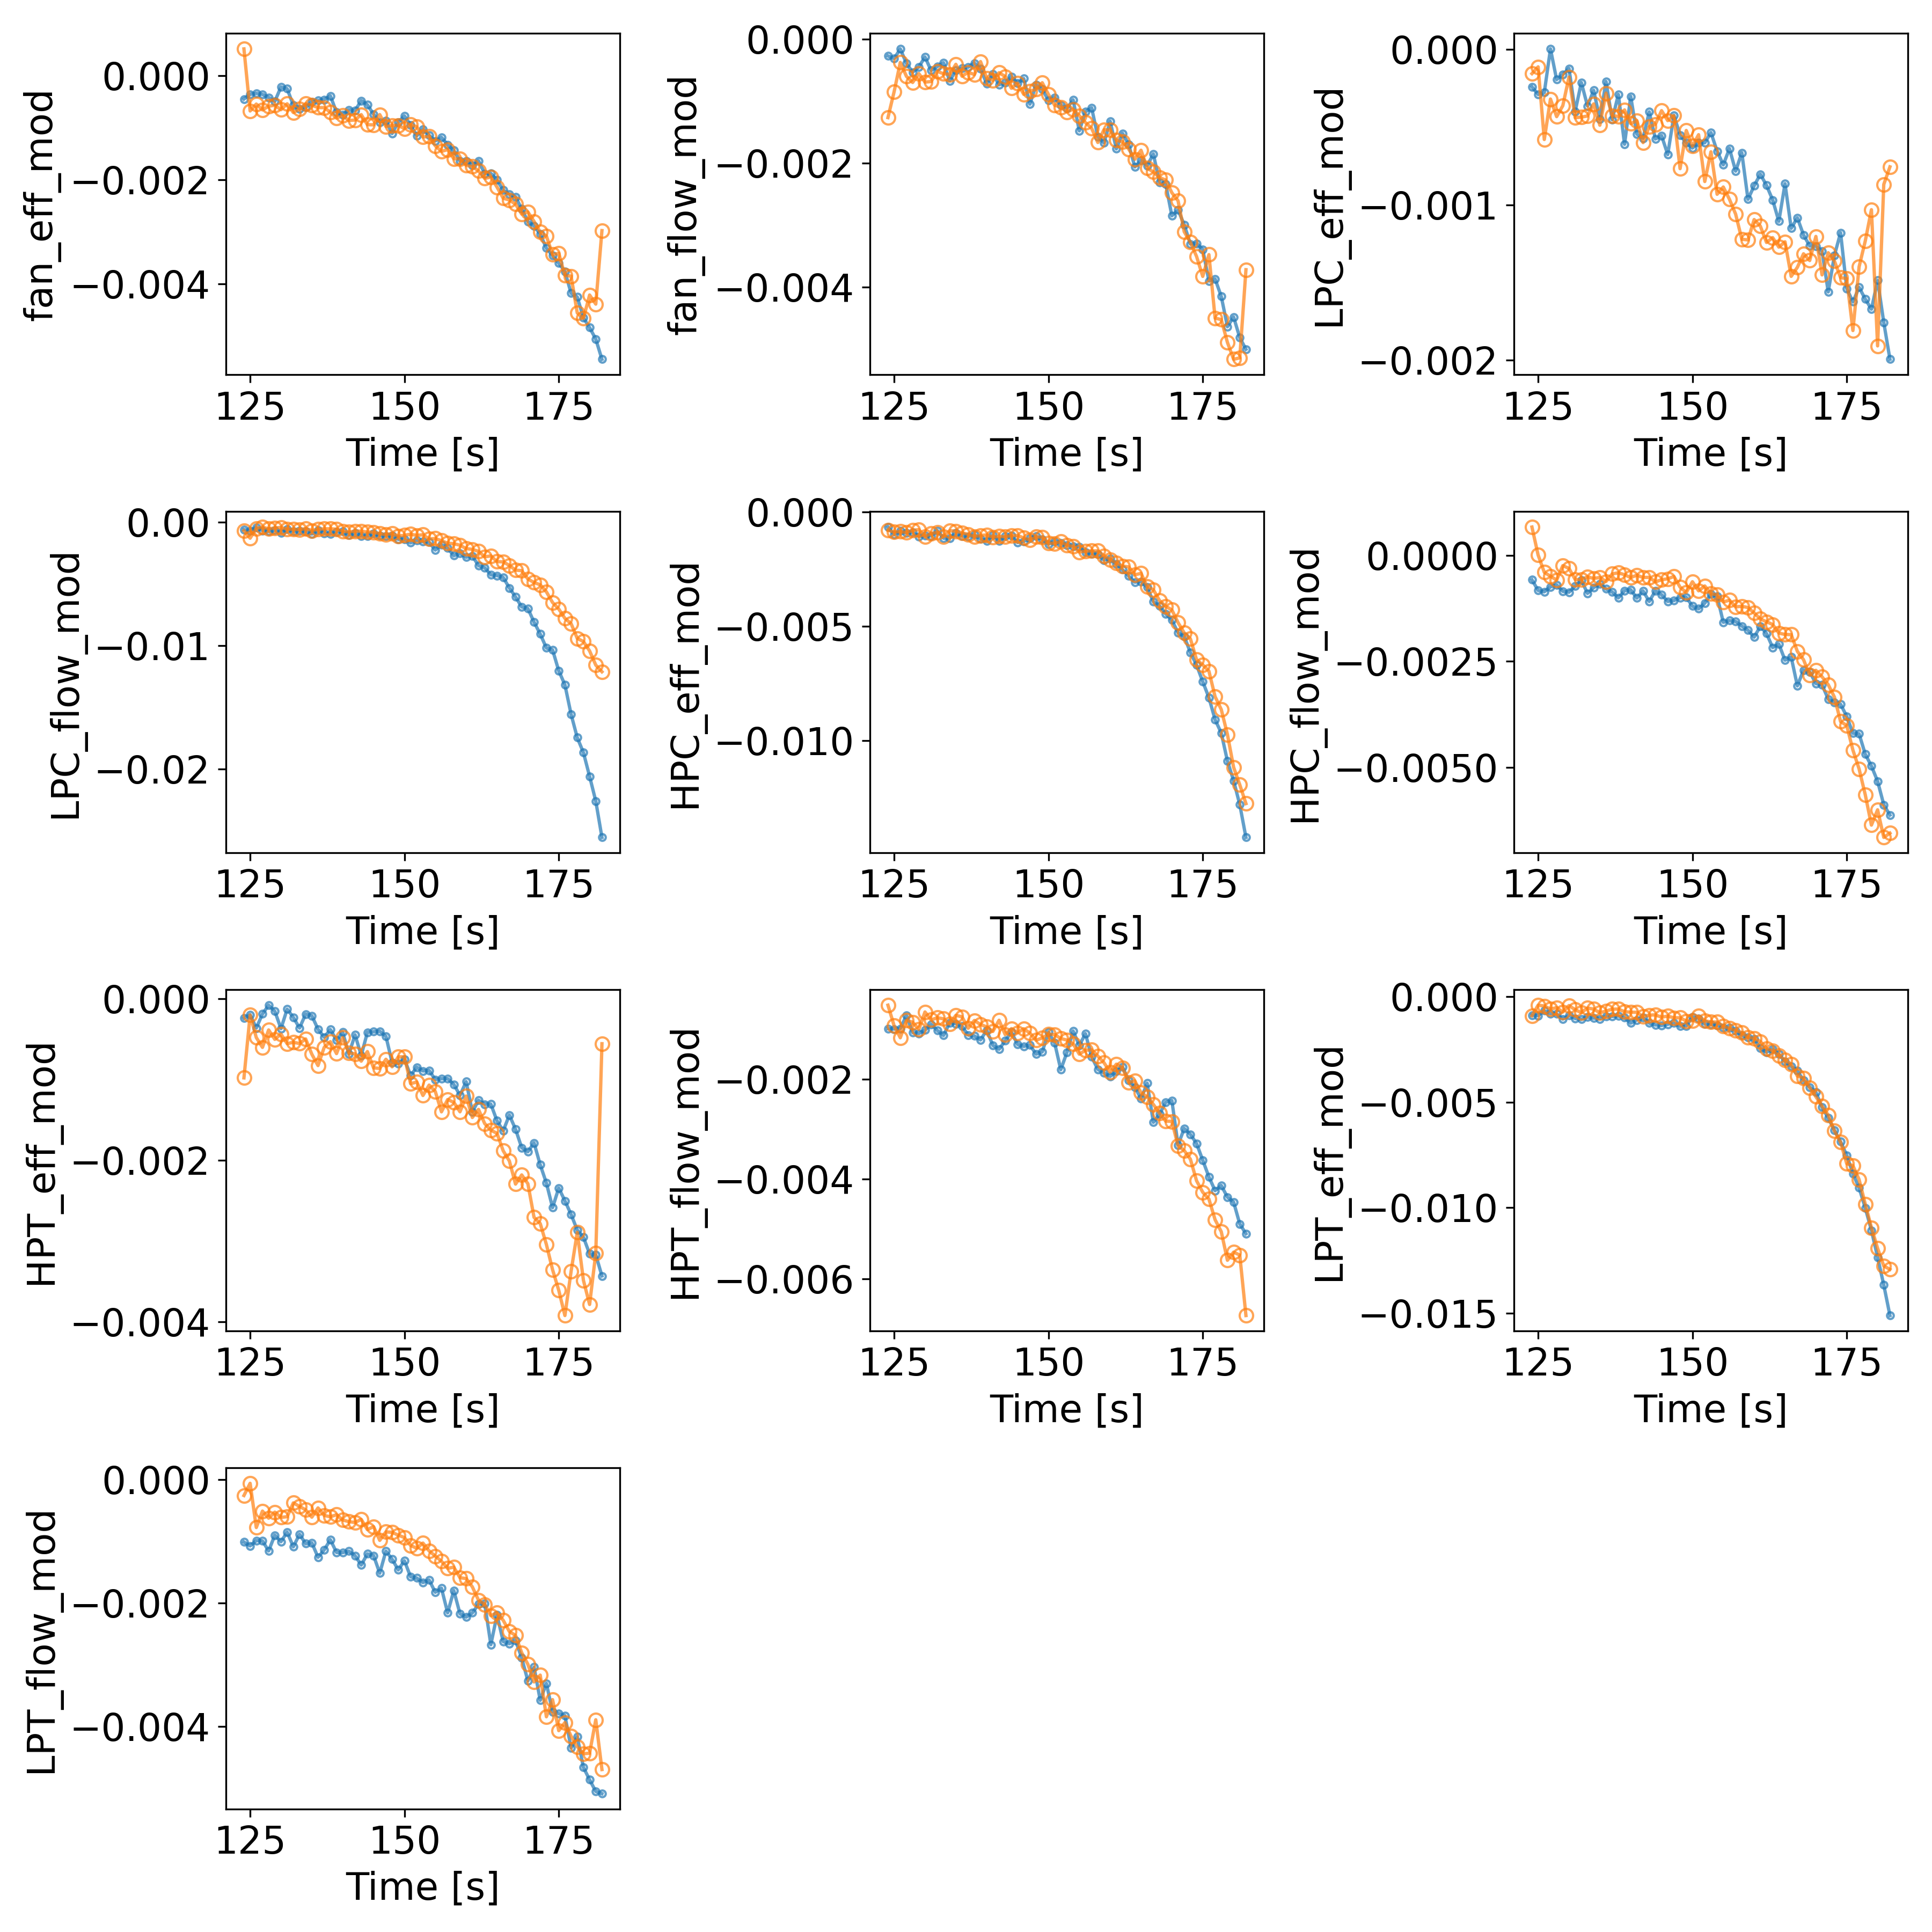 fan_eff_mod
0.000
−0.002
−0.004
125 150 175
Time [s]
fan_flow_mod
0.000
−0.002
−0.004
125 150 175
Time [s]
LPC_eff_mod
0.000
−0.001
−0.002
125 150 175
Time [s]
LPC_flow_mod
0.00
−0.01
−0.02
125 150 175
Time [s]
HPC_eff_mod
0.000
−0.005
−0.010
125 150 175
Time [s]
HPC_flow_mod
0.0000
−0.0025
−0.0050
125 150 175
Time [s]
HPT_eff_mod
0.000
−0.002
−0.004
125 150 175
Time [s]
HPT_flow_mod
−0.002
−0.004
−0.006
125 150 175
Time [s]
LPT_eff_mod
0.000
−0.005
−0.010
−0.015
125 150 175
Time [s]
LPT_flow_mod
0.000
−0.002
−0.004
125 150 175
Time [s]